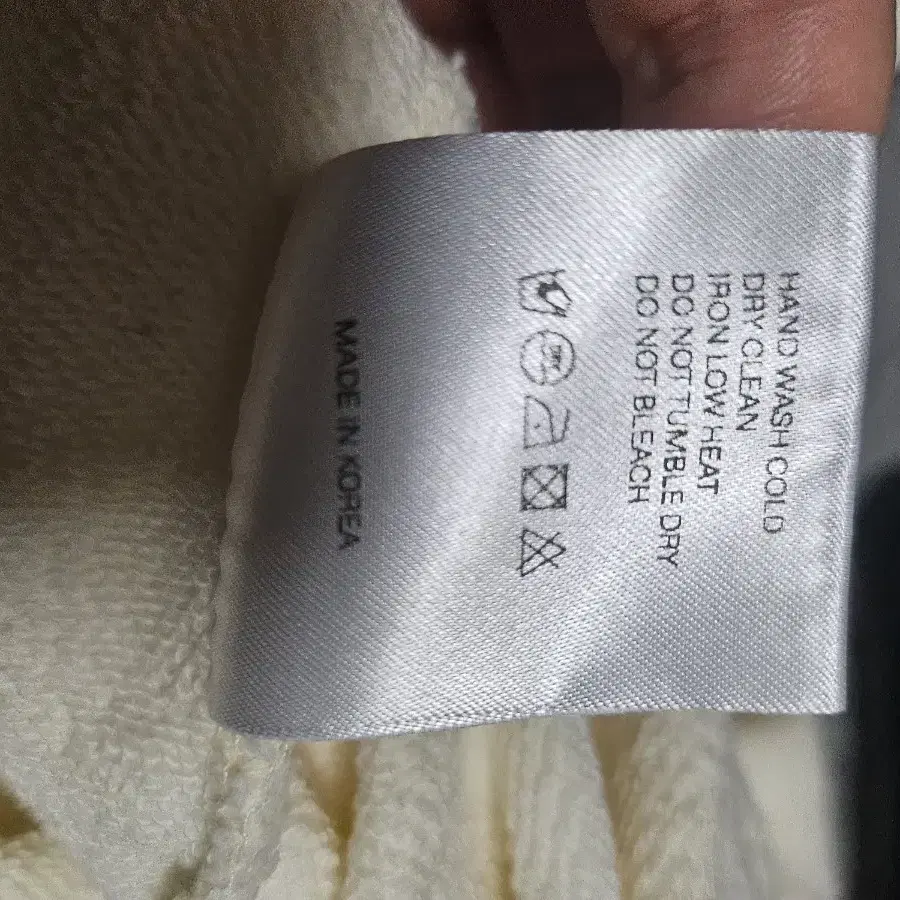 HAND WASH COLD
DRY CLEAN
IRON LOW HEAT
DO NOT TUMBLE DRY
DO NOT BLEACH
MADE IN KOREA